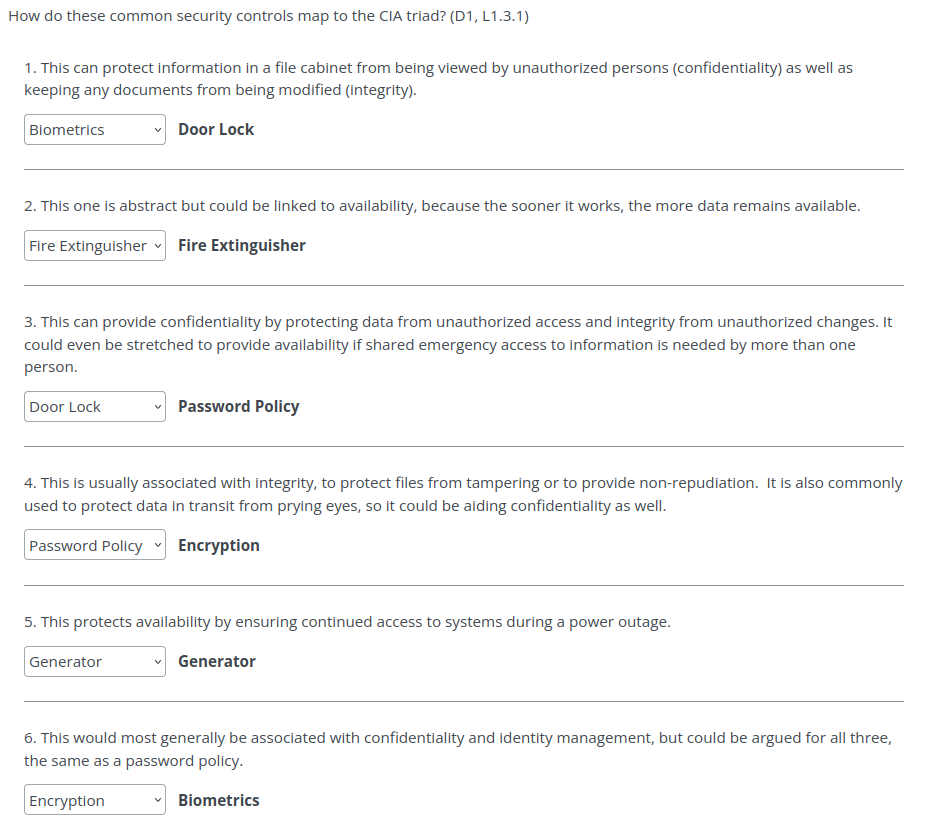 How do these common security controls map to the CIA triad? (D1, L1.3.1)
1. This can protect information in a file cabinet from being viewed by unauthorized persons (confidentiality) as well as
keeping any documents from being modified (integrity).
Biometrics Door Lock
2. This one is abstract but could be linked to availability, because the sooner it works, the more data remains available.
Fire Extinguisher Fire Extinguisher
3. This can provide confidentiality by protecting data from unauthorized access and integrity from unauthorized changes. It
could even be stretched to provide availability if shared emergency access to information is needed by more than one
person.
Door Lock Password Policy
4. This is usually associated with integrity, to protect files from tampering or to provide non-repudiation.  It is also commonly
used to protect data in transit from prying eyes, so it could be aiding confidentiality as well.
Password Policy Encryption
5. This protects availability by ensuring continued access to systems during a power outage.
Generator Generator
6. This would most generally be associated with confidentiality and identity management, but could be argued for all three,
the same as a password policy.
Encryption Biometrics